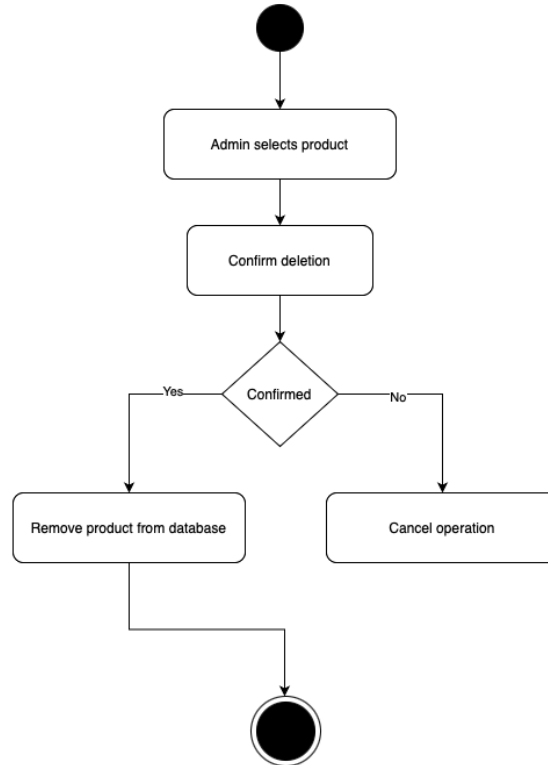 Admin selects product
Confirm deletion
Confirmed
Yes
No
Remove product from database
Cancel operation